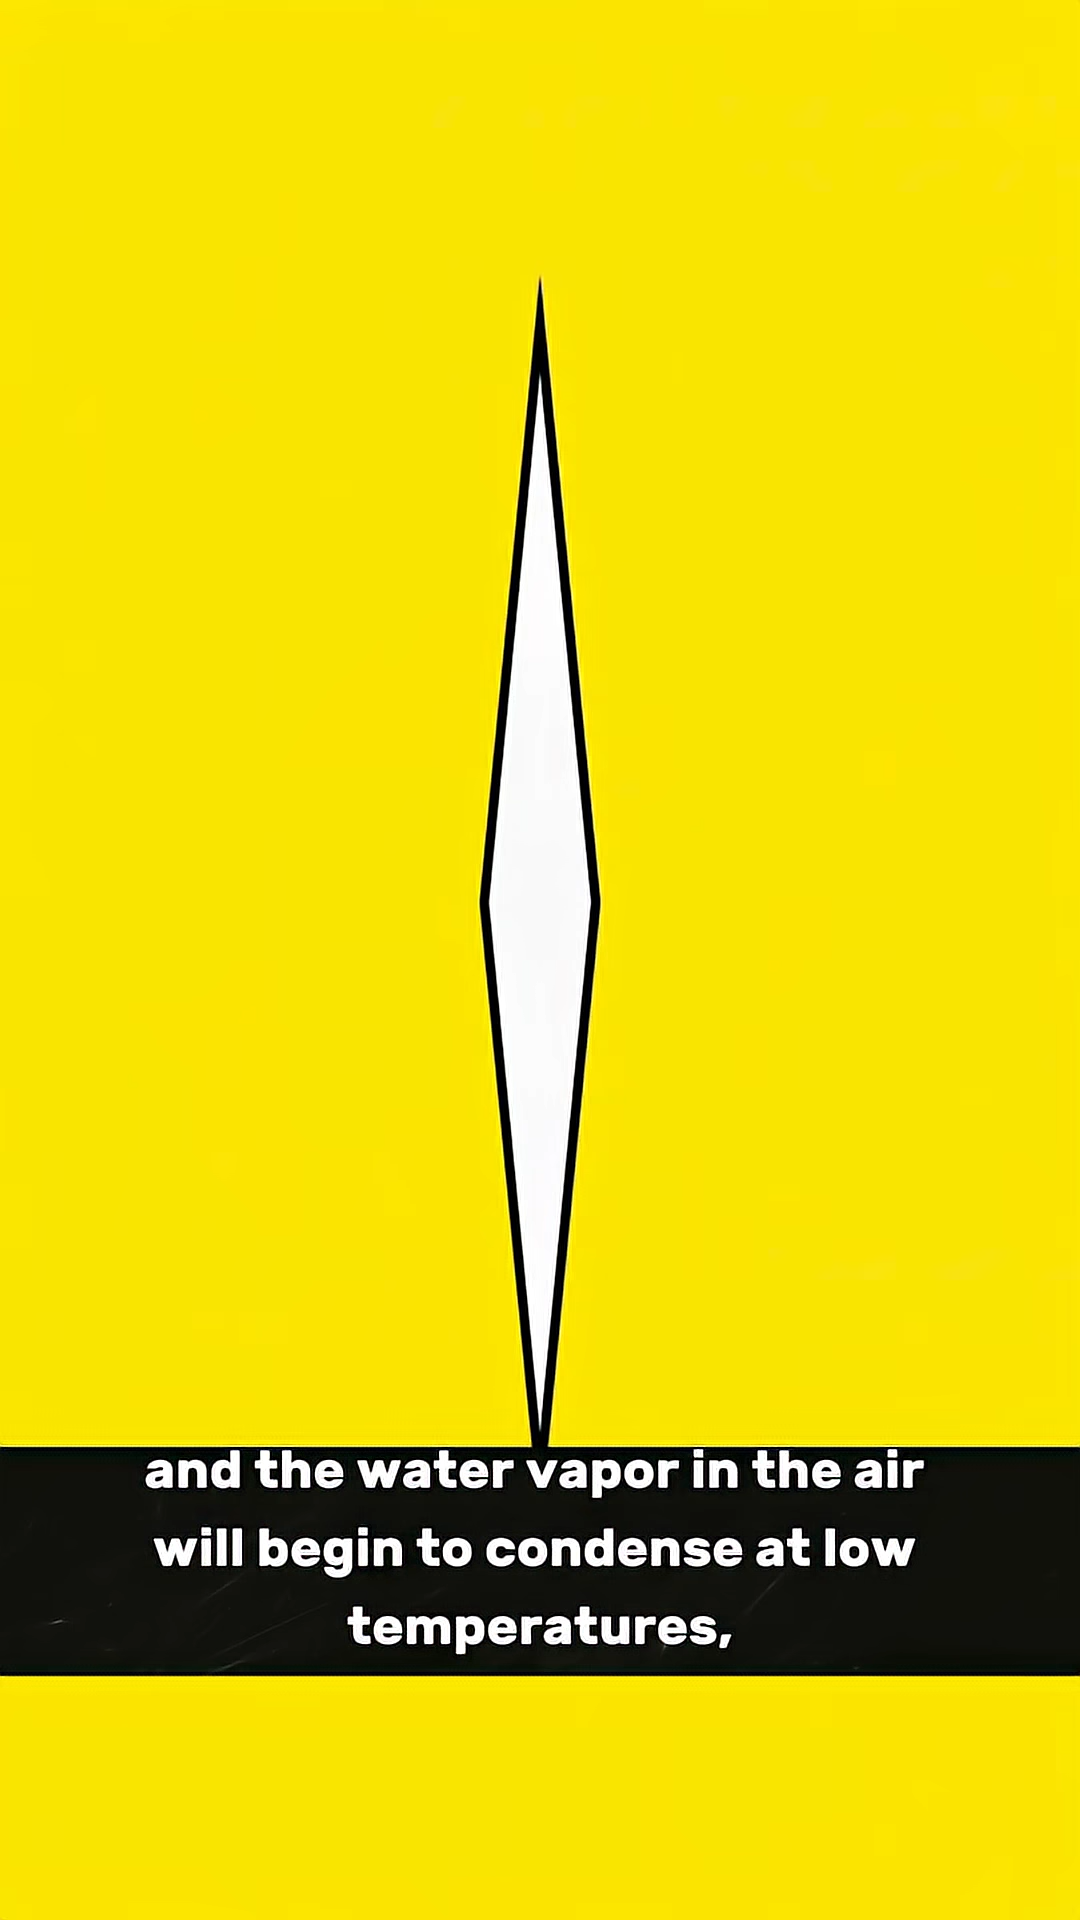 and the water vapor in the air
will begin to condense at low
temperatures,